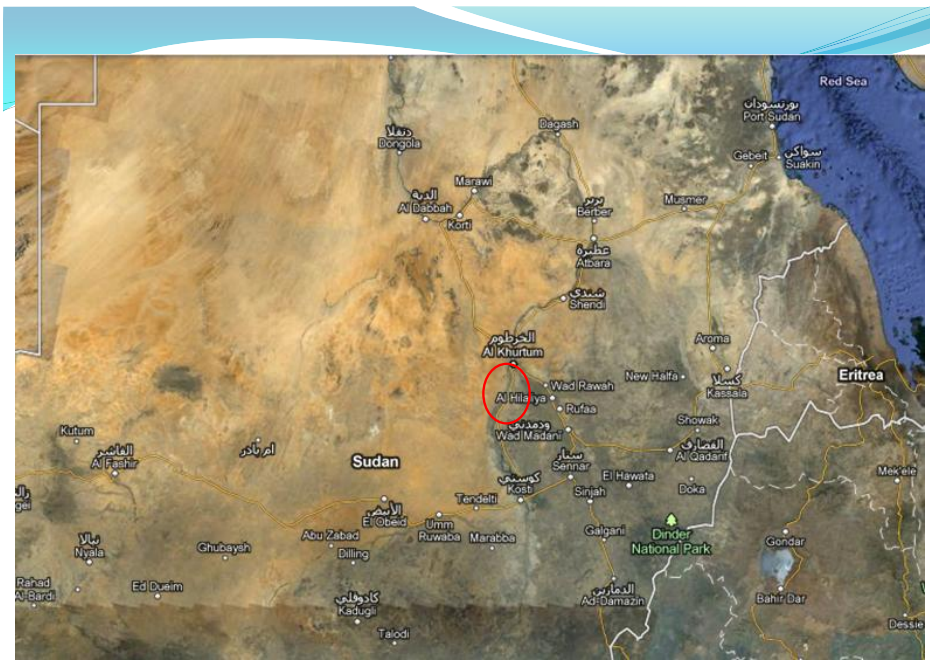 Red Sea
بورتسودان
Port Sudan
دنقلا
Dongola
Dagash
Gebeit
سواكن
Suakin
Marawi
الدبة
Al Dabbah
Korti
بربر
Berber
Musmer
عطبرة
Atbara
شندي
Shendi
الخرطوم
Al Khurtum
Aroma
New Halfa
كسلا
Kassala
Eritrea
Wad Rawah
Al Hilaliya
Rufaa
Showak
ودمدني
Wad Madani
القضارف
Al Qadarif
Kutum
الفاشر
Al Fashir
ام بادر
Sudan
سنار
Sennar
El Hawata
Mek'ele
كوستي
Kosti
Sinjah
Doka
Tendelti
الأبيض
El Obeid
Umm
Ruwaba
Marabba
Abu Zabad
Dilling
Galgani
Dinder
National Park
Gondar
نيالا
Nyala
Ghubaysh
Rahad
Al-Bardi
Ed Dueim
كادوقلي
Kadugli
الدمازين
Ad-Damazin
Bahir Dar
Talodi
Dessie